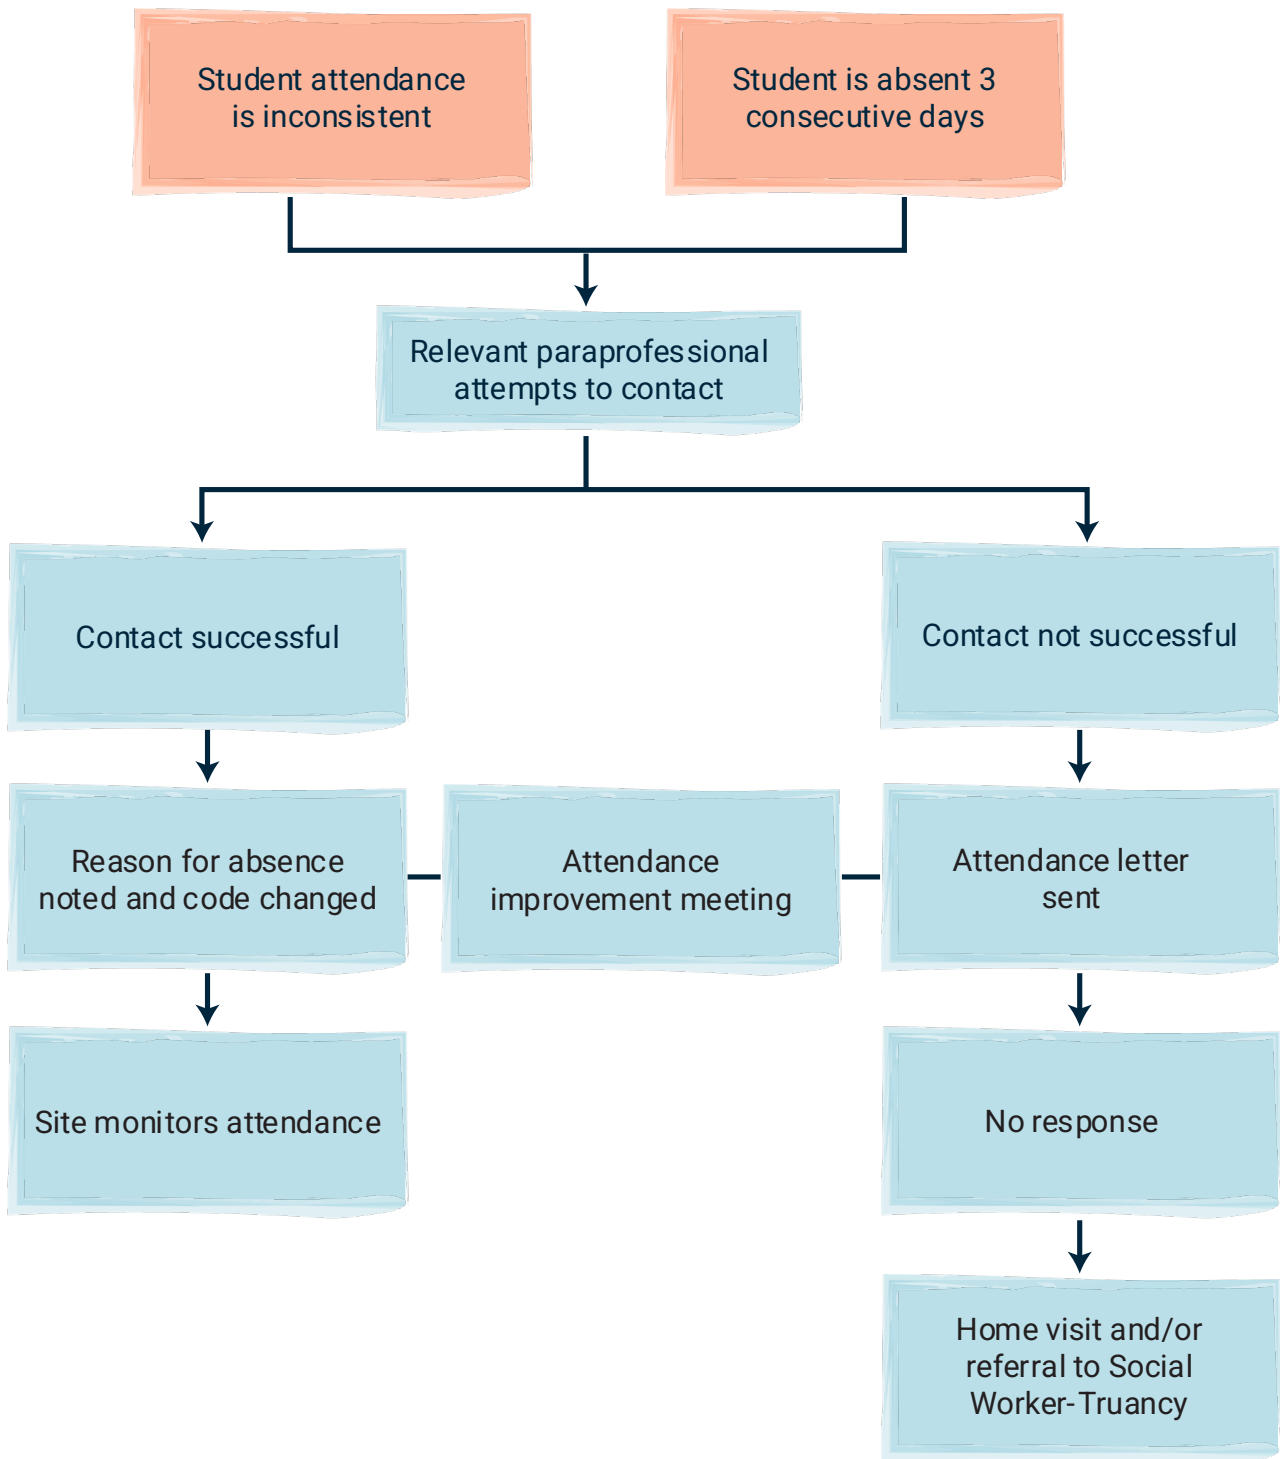 Student attendance
is inconsistent
Student is absent 3
consecutive days
Relevant paraprofessional
attempts to contact
Contact successful
Contact not successful
Reason for absence
noted and code changed
Attendance
improvement meeting
Attendance letter
sent
Site monitors attendance
No response
Home visit and/or
referral to Social
Worker-Truancy